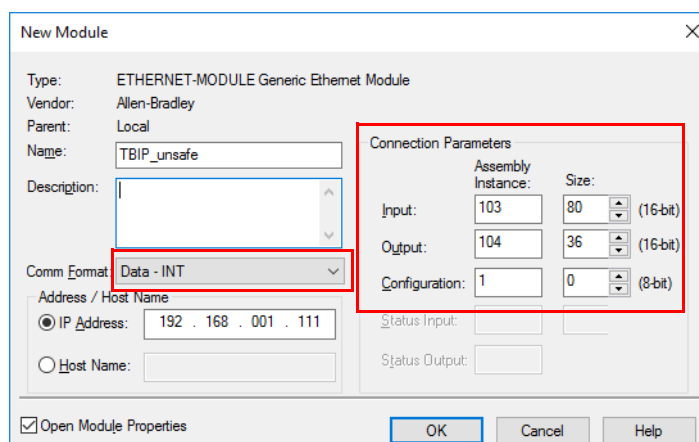 New Module
Type: ETHERNET-MODULE Generic Ethernet Module
Vendor: Allen-Bradley
Parent: Local
Name: TBIP_unsafe
Description:
Comm Format: Data - INT
Address / Host Name
IP Address: 192 . 168 . 001 . 111
Host Name:
Connection Parameters
Assembly
Instance: Size:
Input: 103 80 (16-bit)
Output: 104 36 (16-bit)
Configuration: 1 0 (8-bit)
Status Input:
Status Output:
Open Module Properties
OK Cancel Help